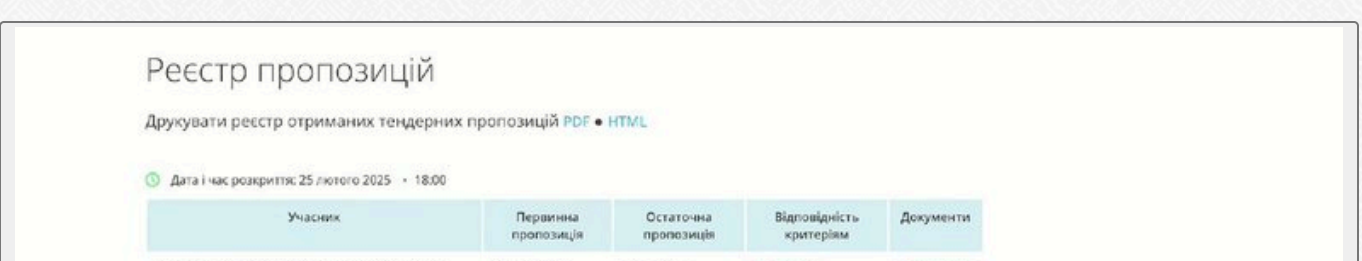 Реєстр пропозицій
Друкувати реєстр отриманих тендерних пропозицій PDF • HTML
Дата і час розкриття: 25 лютого 2025 • 18:00
Учасник
Первинна
пропозиція
Остаточна
пропозиція
Відповідність
критеріям
Документи